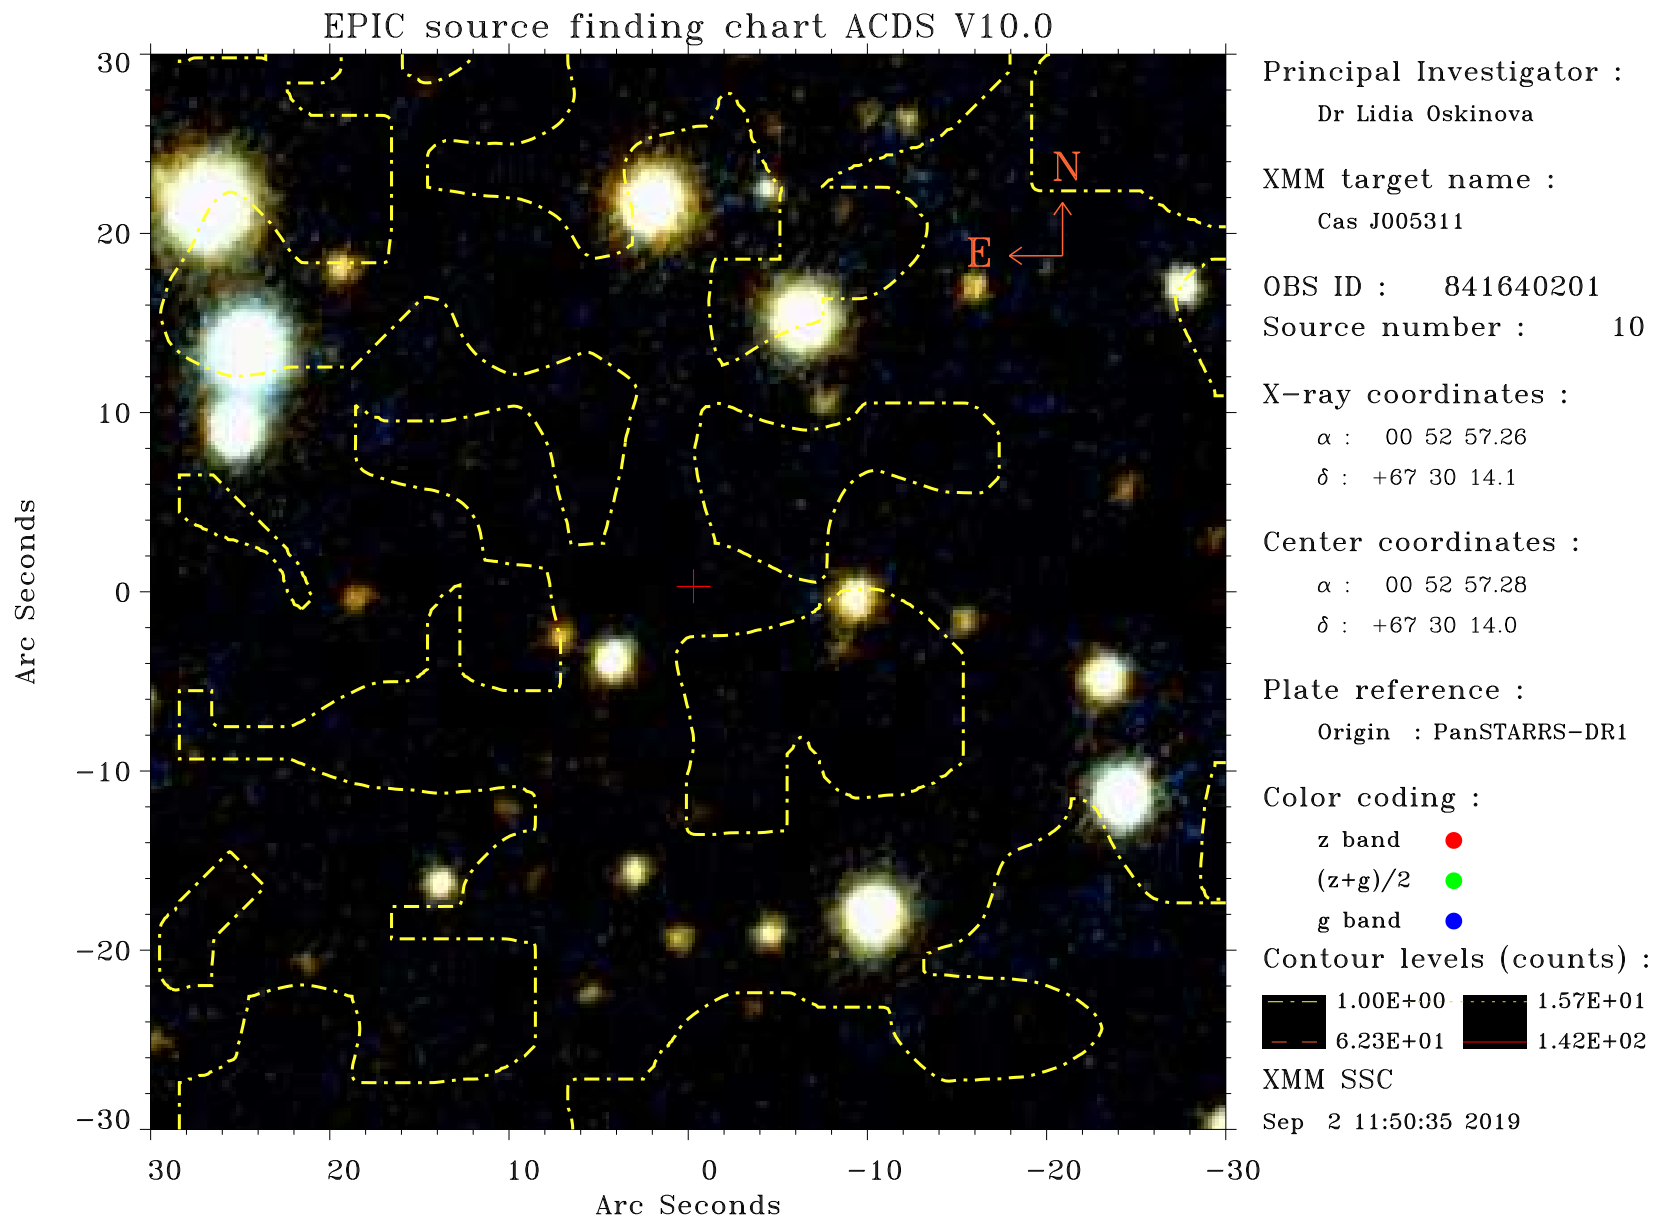 EPIC source finding chart ACDS V10.0
30
20
10
0
−10
−20
−30
Arc Seconds
30
20
10
0
−10
−20
−30
Arc Seconds
N
E
Principal Investigator :
Dr Lidia Oskinova
XMM target name :
Cas J005311
OBS ID : 841640201
Source number : 10
X−ray coordinates :
α : 00 52 57.26
δ : +67 30 14.1
Center coordinates :
α : 00 52 57.28
δ : +67 30 14.0
Plate reference :
Origin : PanSTARRS−DR1
Color coding :
z band
(z+g)/2
g band
Contour levels (counts) :
1.00E+00 1.57E+01
6.23E+01 1.42E+02
XMM SSC
Sep 2 11:50:35 2019